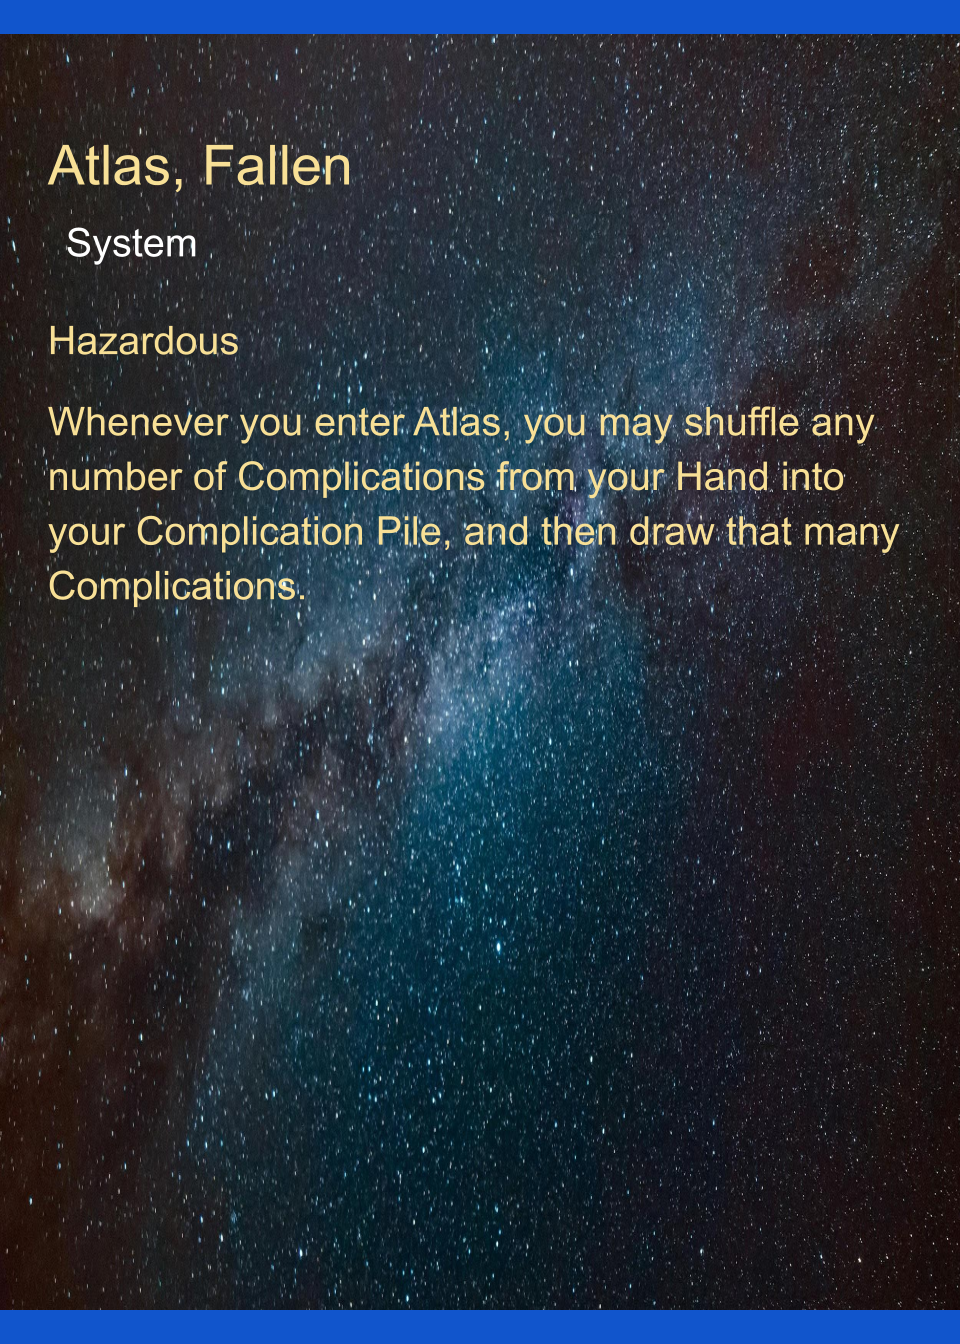 Atlas, Fallen
System
Hazardous
Whenever you enter Atlas, you may shuffle any
number of Complications from your Hand into
your Complication Pile, and then draw that many
Complications.